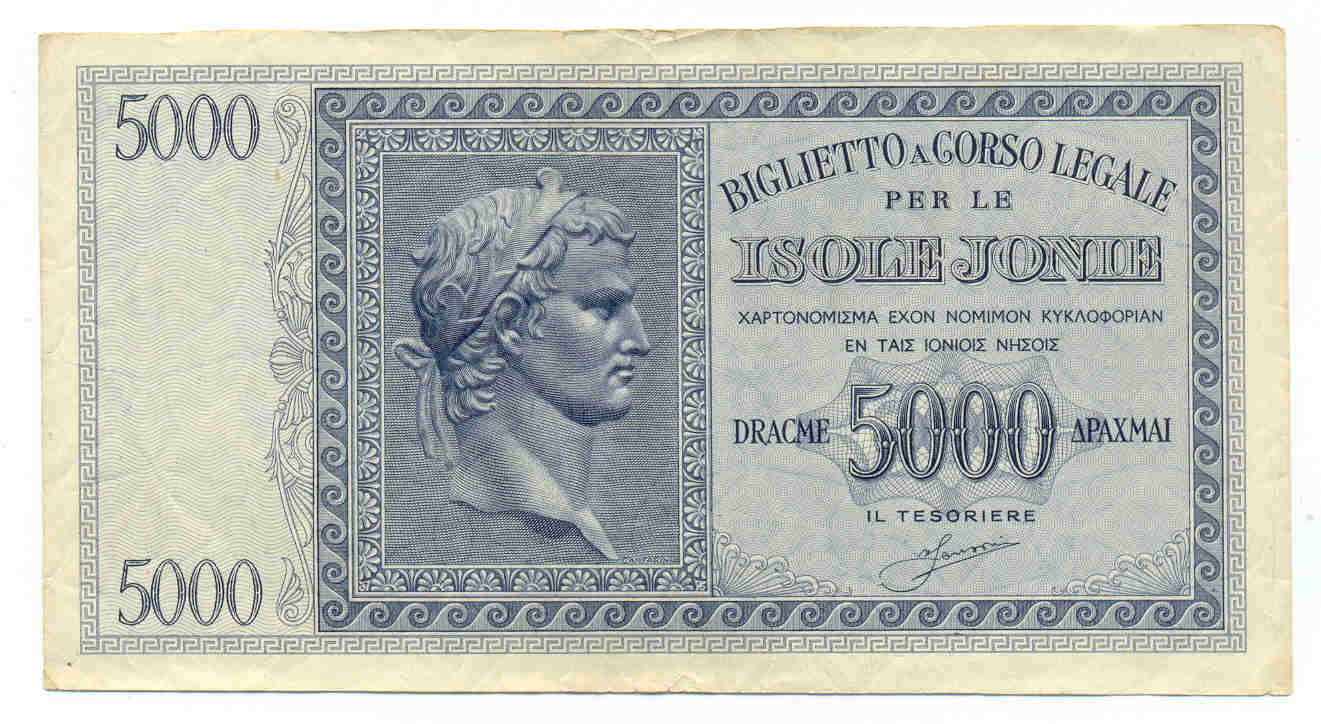 5000
5000
BIGLIETTO A CORSO LEGALE
PER LE
ISOLE JONIE
ΧΑΡΤΟΝΟΜΙΣΜΑ ΕΧΟΝ ΝΟΜΙΜΟΝ ΚΥΚΛΟΦΟΡΙΑΝ
ΕΝ ΤΑΙΣ ΙΟΝΙΟΙΣ ΝΗΣΟΙΣ
DRACME 5000 ΔΡΑΧΜΑΙ
IL TESORIERE